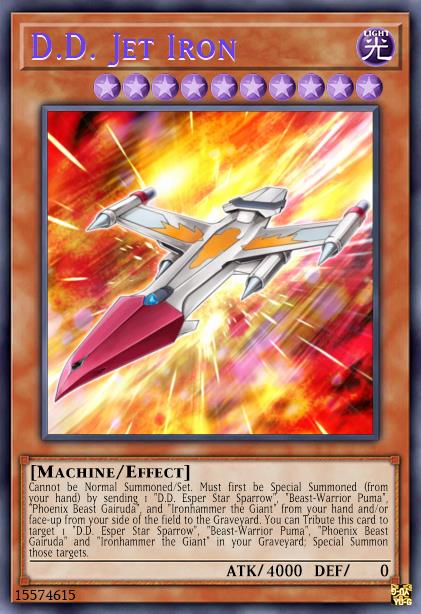 D.D. Jet Iron
LIGHT
光
[Machine/Effect]
Cannot be Normal Summoned/Set. Must first be Special Summoned (from
your hand) by sending 1 "D.D. Esper Star Sparrow", "Beast-Warrior Puma",
"Phoenix Beast Gairuda", and "Ironhammer the Giant" from your hand and/or
face-up from your side of the field to the Graveyard. You can Tribute this card to
target 1 "D.D. Esper Star Sparrow", "Beast-Warrior Puma", "Phoenix Beast
Gairuda" and "Ironhammer the Giant" in your Graveyard; Special Summon
those targets.
ATK/4000 DEF/ 0
15574615